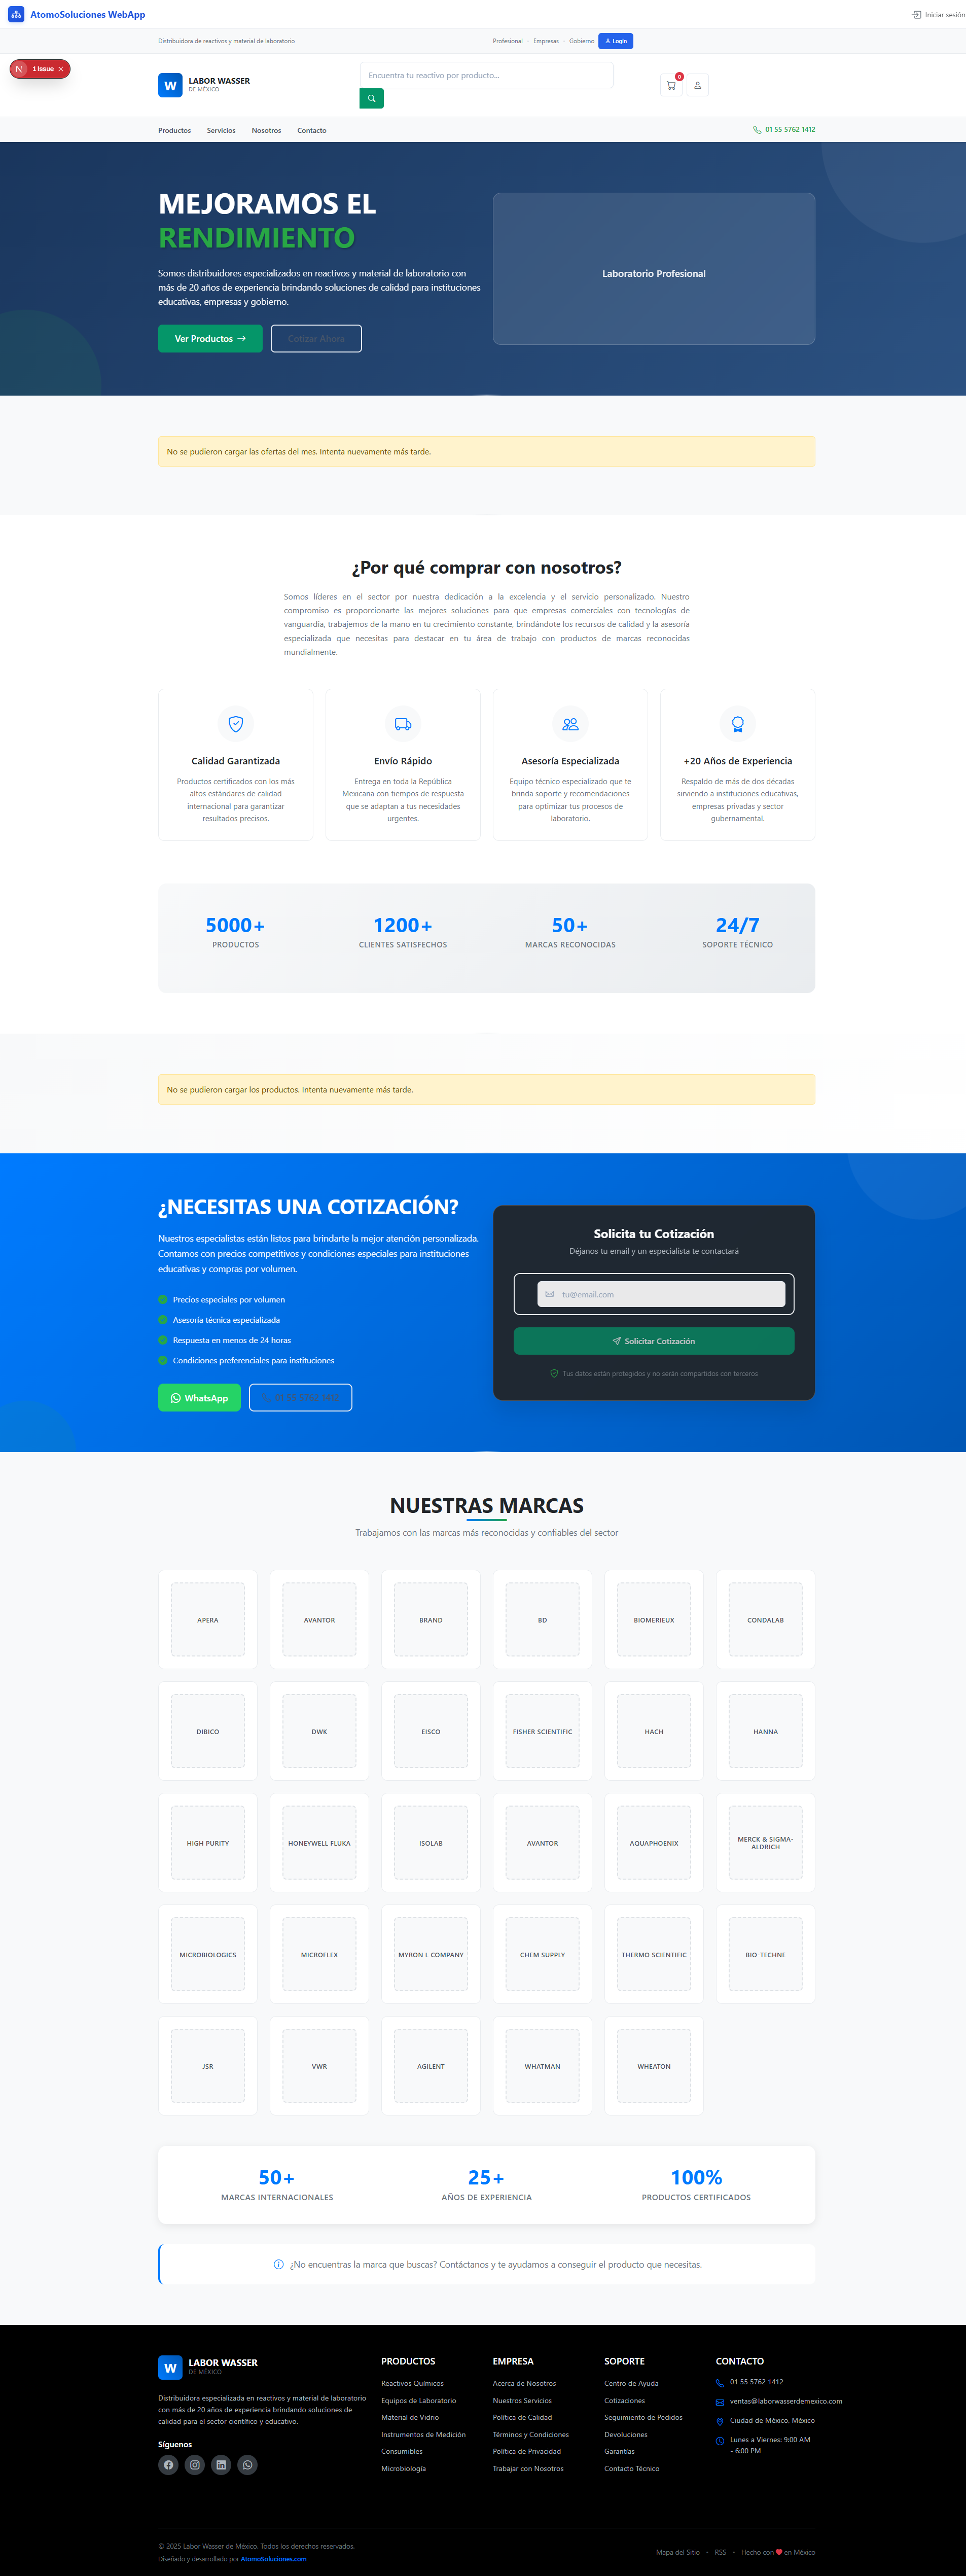 AtomoSoluciones WebApp
Iniciar sesión
Distribuidora de reactivos y material de laboratorio
Profesional · Empresas · Gobierno
Login
N 1 Issue ×
W LABOR WASSER
DE MÉXICO
Encuentra tu reactivo por producto...
0
Productos Servicios Nosotros Contacto
01 55 5762 1412
MEJORAMOS EL
RENDIMIENTO
Somos distribuidores especializados en reactivos y material de laboratorio con
más de 20 años de experiencia brindando soluciones de calidad para instituciones
educativas, empresas y gobierno.
Ver Productos →
Cotizar Ahora
Laboratorio Profesional
No se pudieron cargar las ofertas del mes. Intenta nuevamente más tarde.
¿Por qué comprar con nosotros?
Somos líderes en el sector por nuestra dedicación a la excelencia y el servicio personalizado. Nuestro
compromiso es proporcionarte las mejores soluciones para que empresas comerciales con tecnologías de
vanguardia, trabajemos de la mano en tu crecimiento constante, brindándote los recursos de calidad y la asesoría
especializada que necesitas para destacar en tu área de trabajo con productos de marcas reconocidas
mundialmente.
Calidad Garantizada
Productos certificados con los más
altos estándares de calidad
internacional para garantizar
resultados precisos.
Envío Rápido
Entrega en toda la República
Mexicana con tiempos de respuesta
que se adaptan a tus necesidades
urgentes.
Asesoría Especializada
Equipo técnico especializado que te
brinda soporte y recomendaciones
para optimizar tus procesos de
laboratorio.
+20 Años de Experiencia
Respaldo de más de dos décadas
sirviendo a instituciones educativas,
empresas privadas y sector
gubernamental.
5000+
PRODUCTOS
1200+
CLIENTES SATISFECHOS
50+
MARCAS RECONOCIDAS
24/7
SOPORTE TÉCNICO
No se pudieron cargar los productos. Intenta nuevamente más tarde.
¿NECESITAS UNA COTIZACIÓN?
Nuestros especialistas están listos para brindarte la mejor atención personalizada.
Contamos con precios competitivos y condiciones especiales para instituciones
educativas y compras por volumen.
Precios especiales por volumen
Asesoría técnica especializada
Respuesta en menos de 24 horas
Condiciones preferenciales para instituciones
WhatsApp
01 55 5762 1412
Solicita tu Cotización
Déjanos tu email y un especialista te contactará
tu@email.com
Solicitar Cotización
Tus datos están protegidos y no serán compartidos con terceros
NUESTRAS MARCAS
Trabajamos con las marcas más reconocidas y confiables del sector
APERA
AVANTOR
BRAND
BD
BIOMERIEUX
CONDALAB
DIBICO
DWK
EISCO
FISHER SCIENTIFIC
HACH
HANNA
HIGH PURITY
HONEYWELL FLUKA
ISOLAB
AVANTOR
AQUAPHOENIX
MERCK & SIGMA-
ALDRICH
MICROBIOLOGICS
MICROFLEX
MYRON L COMPANY
CHEM SUPPLY
THERMO SCIENTIFIC
BIO-TECHNE
JSR
VWR
AGILENT
WHATMAN
WHEATON
50+
MARCAS INTERNACIONALES
25+
AÑOS DE EXPERIENCIA
100%
PRODUCTOS CERTIFICADOS
¿No encuentras la marca que buscas? Contáctanos y te ayudamos a conseguir el producto que necesitas.
W LABOR WASSER
DE MÉXICO
Distribuidora especializada en reactivos y material de laboratorio
con más de 20 años de experiencia brindando soluciones de
calidad para el sector científico y educativo.
Síguenos
PRODUCTOS
Reactivos Químicos
Equipos de Laboratorio
Material de Vidrio
Instrumentos de Medición
Consumibles
Microbiología
EMPRESA
Acerca de Nosotros
Nuestros Servicios
Política de Calidad
Términos y Condiciones
Política de Privacidad
Trabajar con Nosotros
SOPORTE
Centro de Ayuda
Cotizaciones
Seguimiento de Pedidos
Devoluciones
Garantías
Contacto Técnico
CONTACTO
01 55 5762 1412
ventas@laborwasserdemexico.com
Ciudad de México, México
Lunes a Viernes: 9:00 AM
- 6:00 PM
© 2025 Labor Wasser de México. Todos los derechos reservados.
Diseñado y desarrollado por AtomoSoluciones.com
Mapa del Sitio • RSS • Hecho con ❤ en México